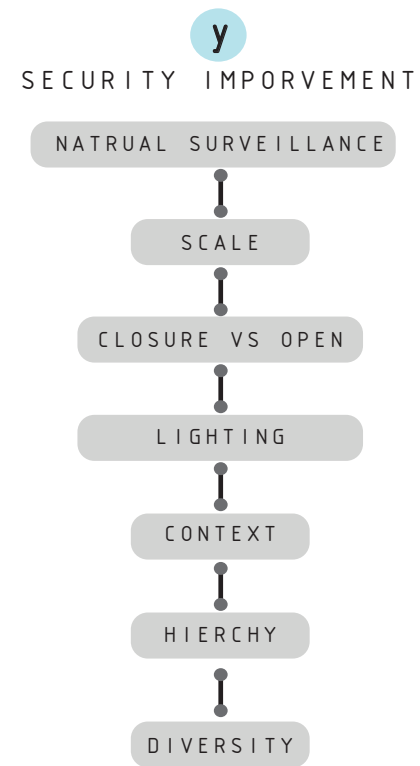 y
SECURITY IMPORVEMENT
NATRUAL SURVEILLANCE
SCALE
CLOSURE VS OPEN
LIGHTING
CONTEXT
HIERCHY
DIVERSITY